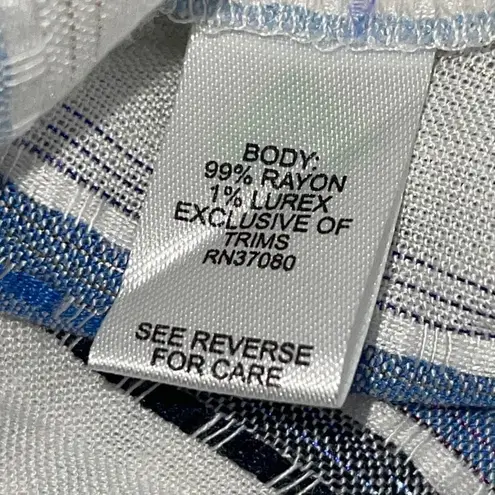 BODY:
99% RAYON
1% LUREX
EXCLUSIVE OF
TRIMS
RN37080
SEE REVERSE
FOR CARE